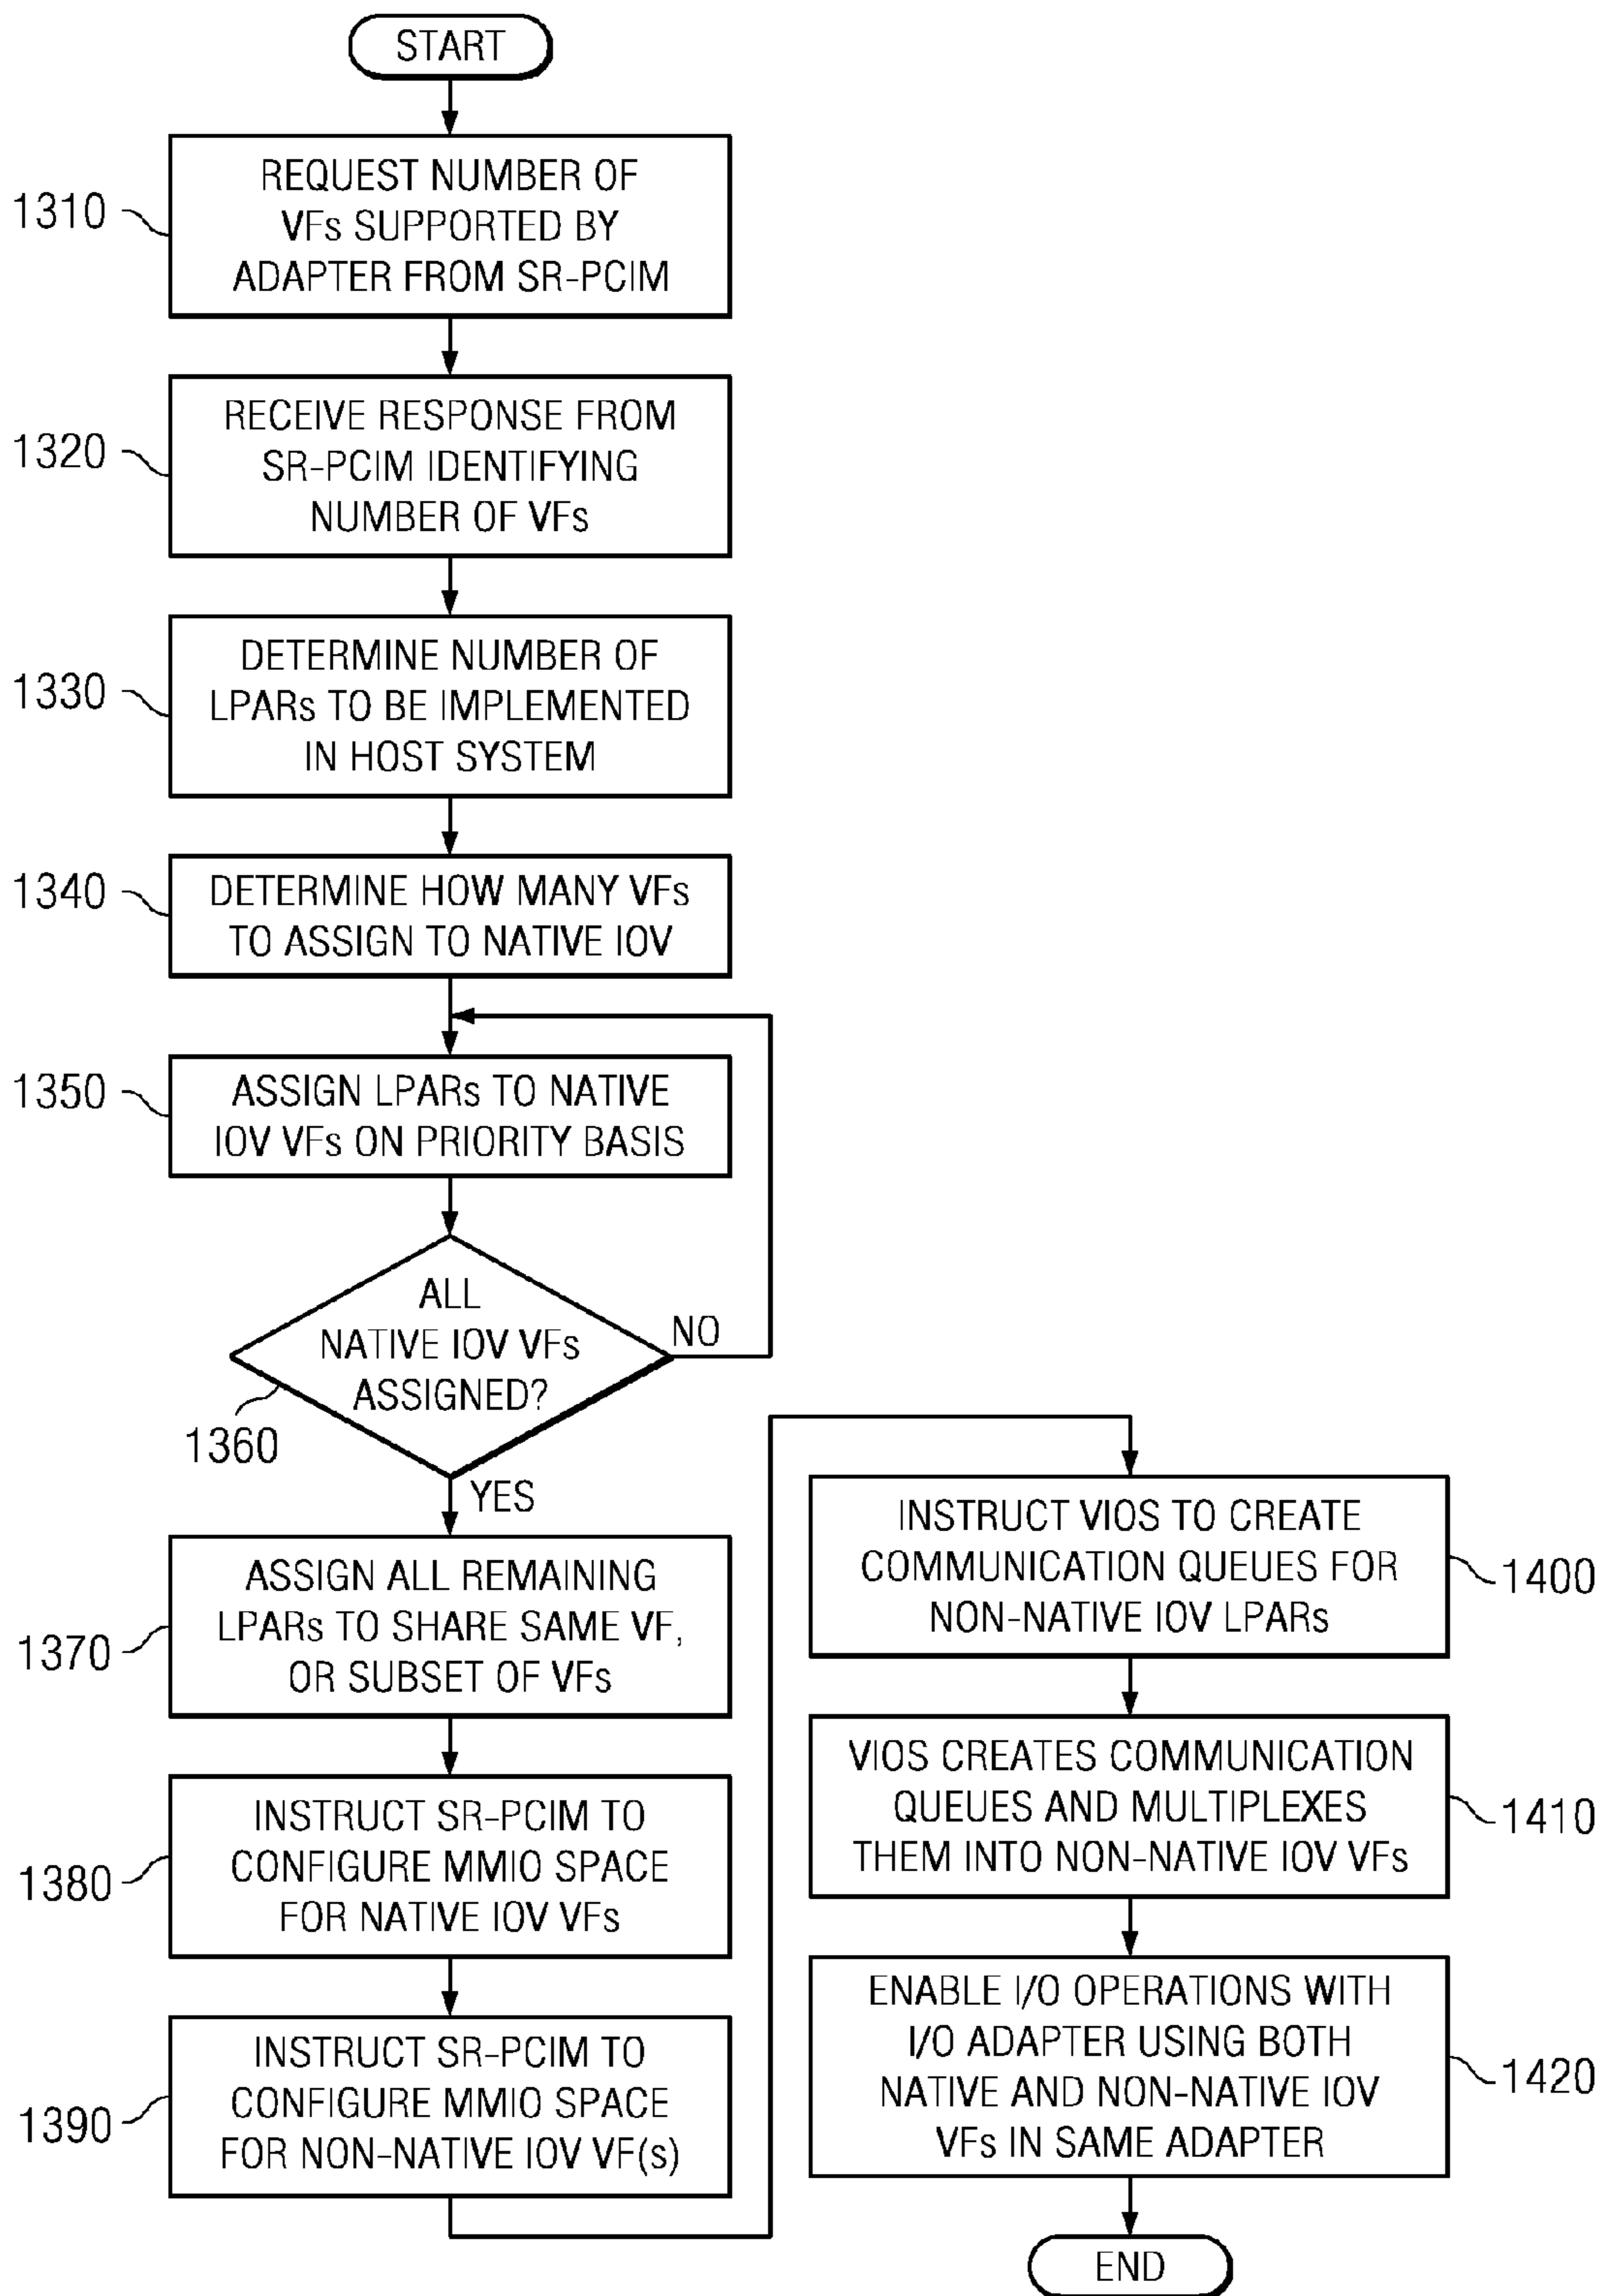 START
1310
REQUEST NUMBER OF
VFs SUPPORTED BY
ADAPTER FROM SR-PCIM
1320
RECEIVE RESPONSE FROM
SR-PCIM IDENTIFYING
NUMBER OF VFs
1330
DETERMINE NUMBER OF
LPARs TO BE IMPLEMENTED
IN HOST SYSTEM
1340
DETERMINE HOW MANY VFs
TO ASSIGN TO NATIVE IOV
1350
ASSIGN LPARs TO NATIVE
IOV VFs ON PRIORITY BASIS
ALL
NATIVE IOV VFs
ASSIGNED?
NO
1360
YES
1370
ASSIGN ALL REMAINING
LPARs TO SHARE SAME VF,
OR SUBSET OF VFs
1380
INSTRUCT SR-PCIM TO
CONFIGURE MMIO SPACE
FOR NATIVE IOV VFs
1390
INSTRUCT SR-PCIM TO
CONFIGURE MMIO SPACE
FOR NON-NATIVE IOV VF(s)
INSTRUCT VIOS TO CREATE
COMMUNICATION QUEUES FOR
NON-NATIVE IOV LPARs
1400
VIOS CREATES COMMUNICATION
QUEUES AND MULTIPLEXES
THEM INTO NON-NATIVE IOV VFs
1410
ENABLE I/O OPERATIONS WITH
I/O ADAPTER USING BOTH
NATIVE AND NON-NATIVE IOV
VFs IN SAME ADAPTER
1420
END